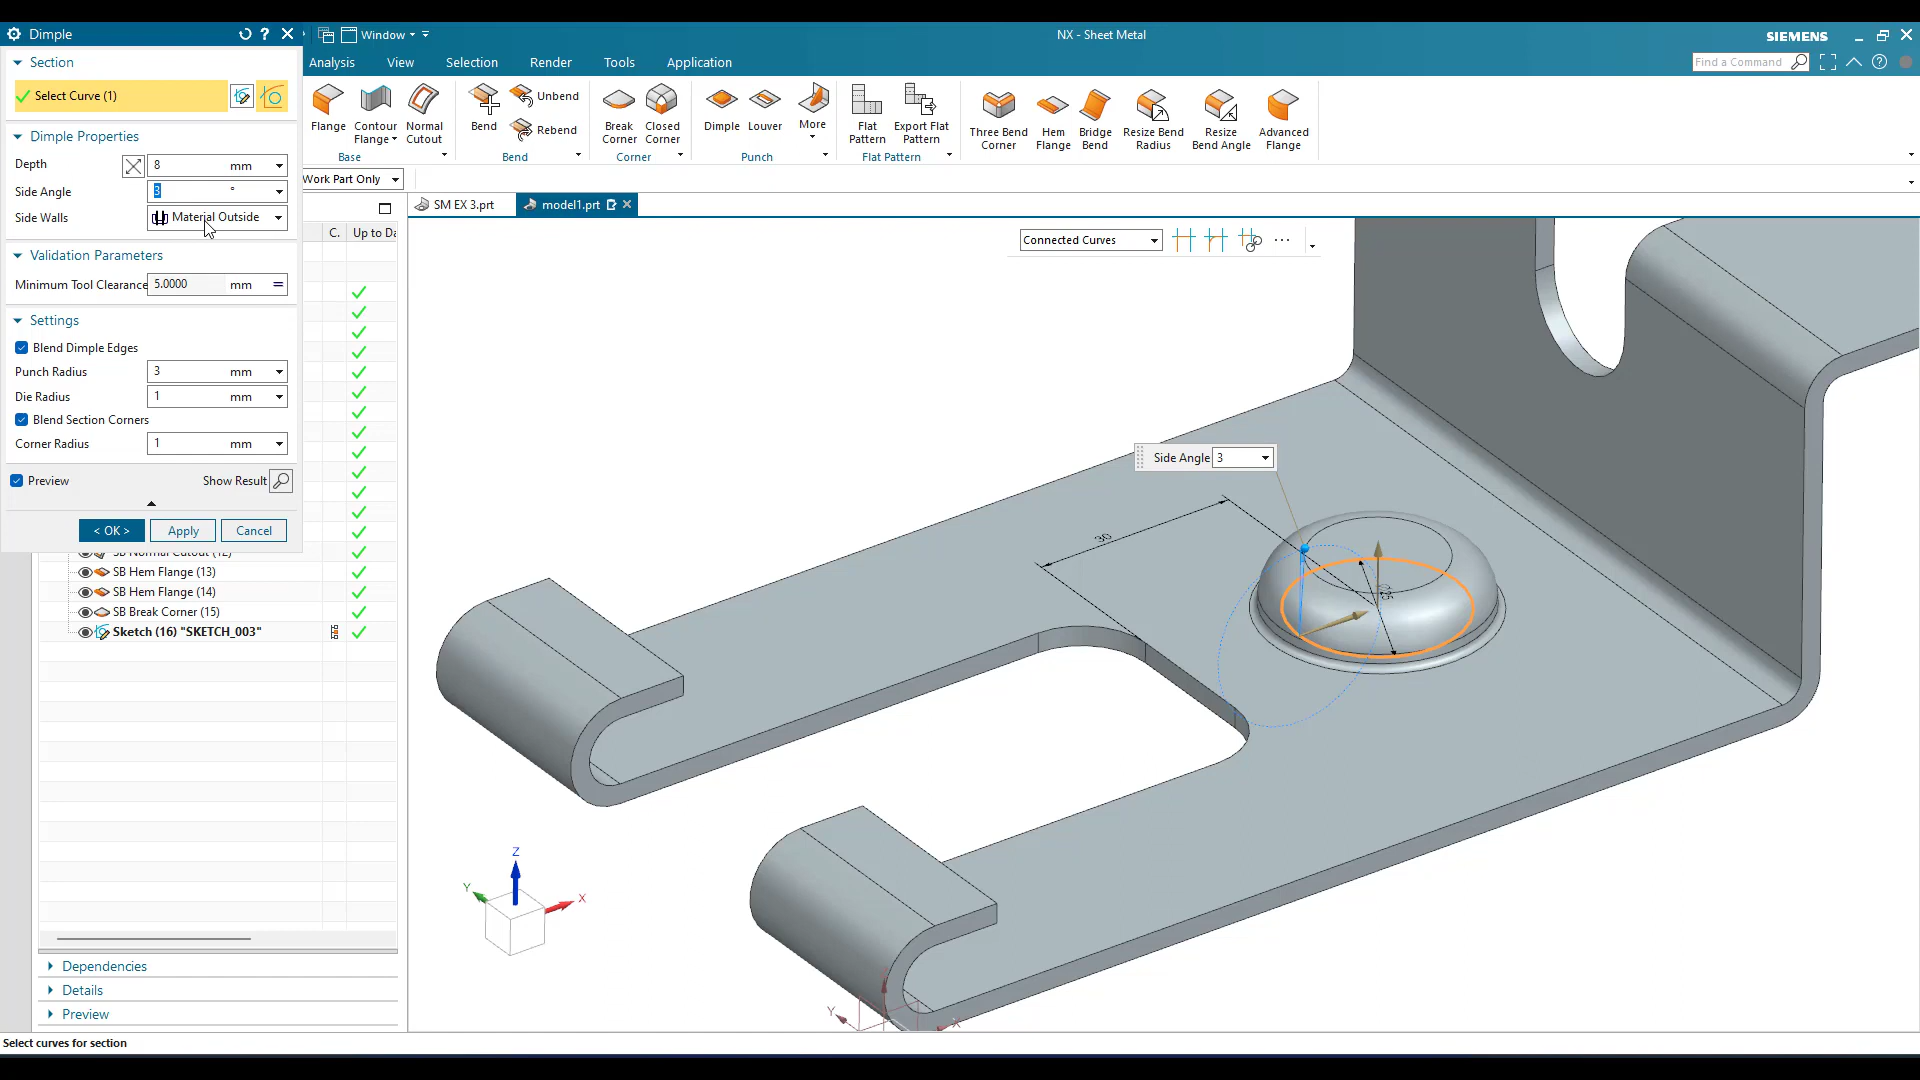 Dimple
Window
NX - Sheet Metal
SIEMENS
Analysis
View
Selection
Render
Tools
Application
Find a Command
Flange
Contour Flange
Normal Cutout
Base
Bend
Unbend
Rebend
Bend
Break Corner
Closed Corner
Corner
Dimple
Louver
More
Punch
Flat Pattern
Export Flat Pattern
Flat Pattern
Three Bend Corner
Hem Flange
Bridge Bend
Resize Bend Radius
Resize Bend Angle
Advanced Flange
Section
Select Curve (1)
Dimple Properties
Depth 8 mm
Side Angle 3 °
Side Walls Material Outside
Validation Parameters
Minimum Tool Clearance 5.0000 mm
Settings
Blend Dimple Edges
Punch Radius 3 mm
Die Radius 1 mm
Blend Section Corners
Corner Radius 1 mm
Preview Show Result
< OK > Apply Cancel
Work Part Only
SM EX 3.prt
model1.prt
C. Up to Da
Connected Curves
Side Angle 3
30
SB Normal Cutout (12)
SB Hem Flange (13)
SB Hem Flange (14)
SB Break Corner (15)
Sketch (16) "SKETCH_003"
Z
Y
X
Y
X
Dependencies
Details
Preview
Select curves for section